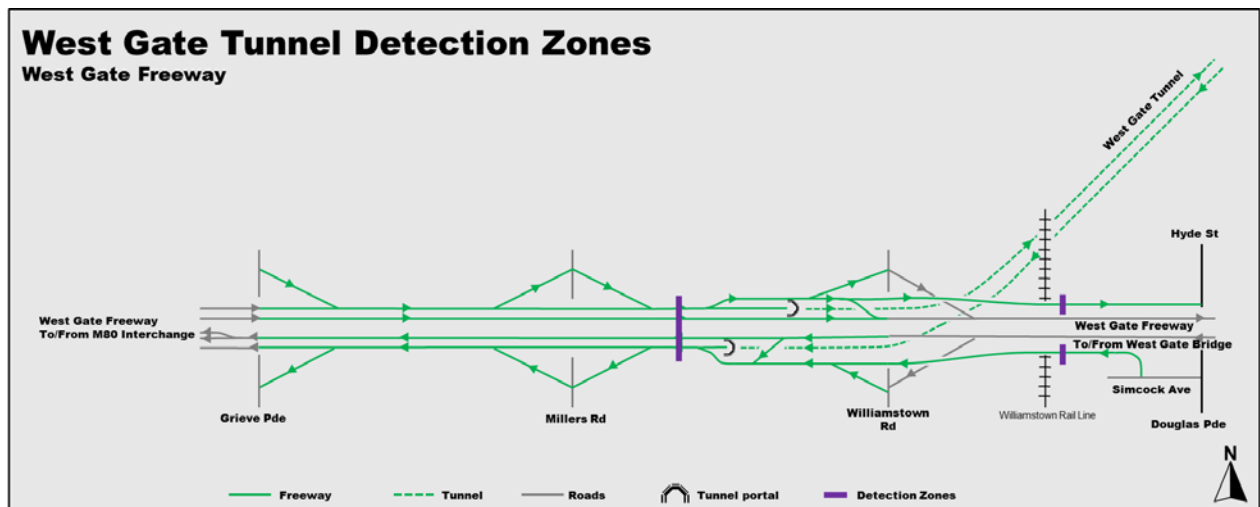 West Gate Tunnel Detection Zones
West Gate Freeway
West Gate Tunnel
Hyde St
West Gate Freeway
To/From M80 Interchange
West Gate Freeway
To/From West Gate Bridge
Simcock Ave
Grieve Pde
Millers Rd
Williamstown
Rd
Williamstown Rail Line
Douglas Pde
N
Freeway
Tunnel
Roads
Tunnel portal
Detection Zones